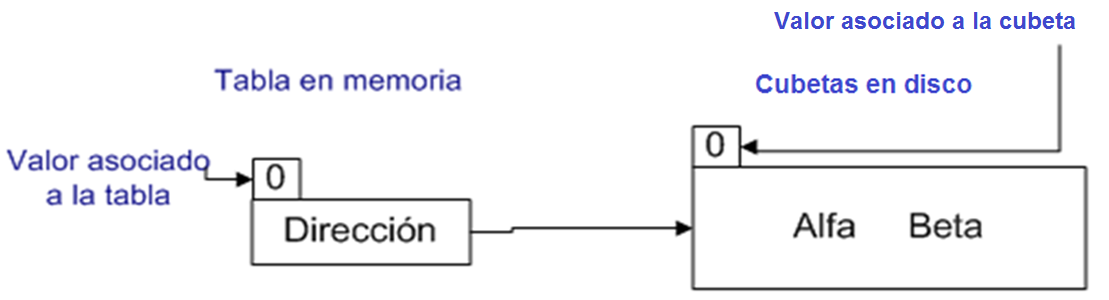 Valor asociado a la cubeta
Tabla en memoria
Cubetas en disco
Valor asociado
a la tabla
0
0
Dirección
Alfa Beta